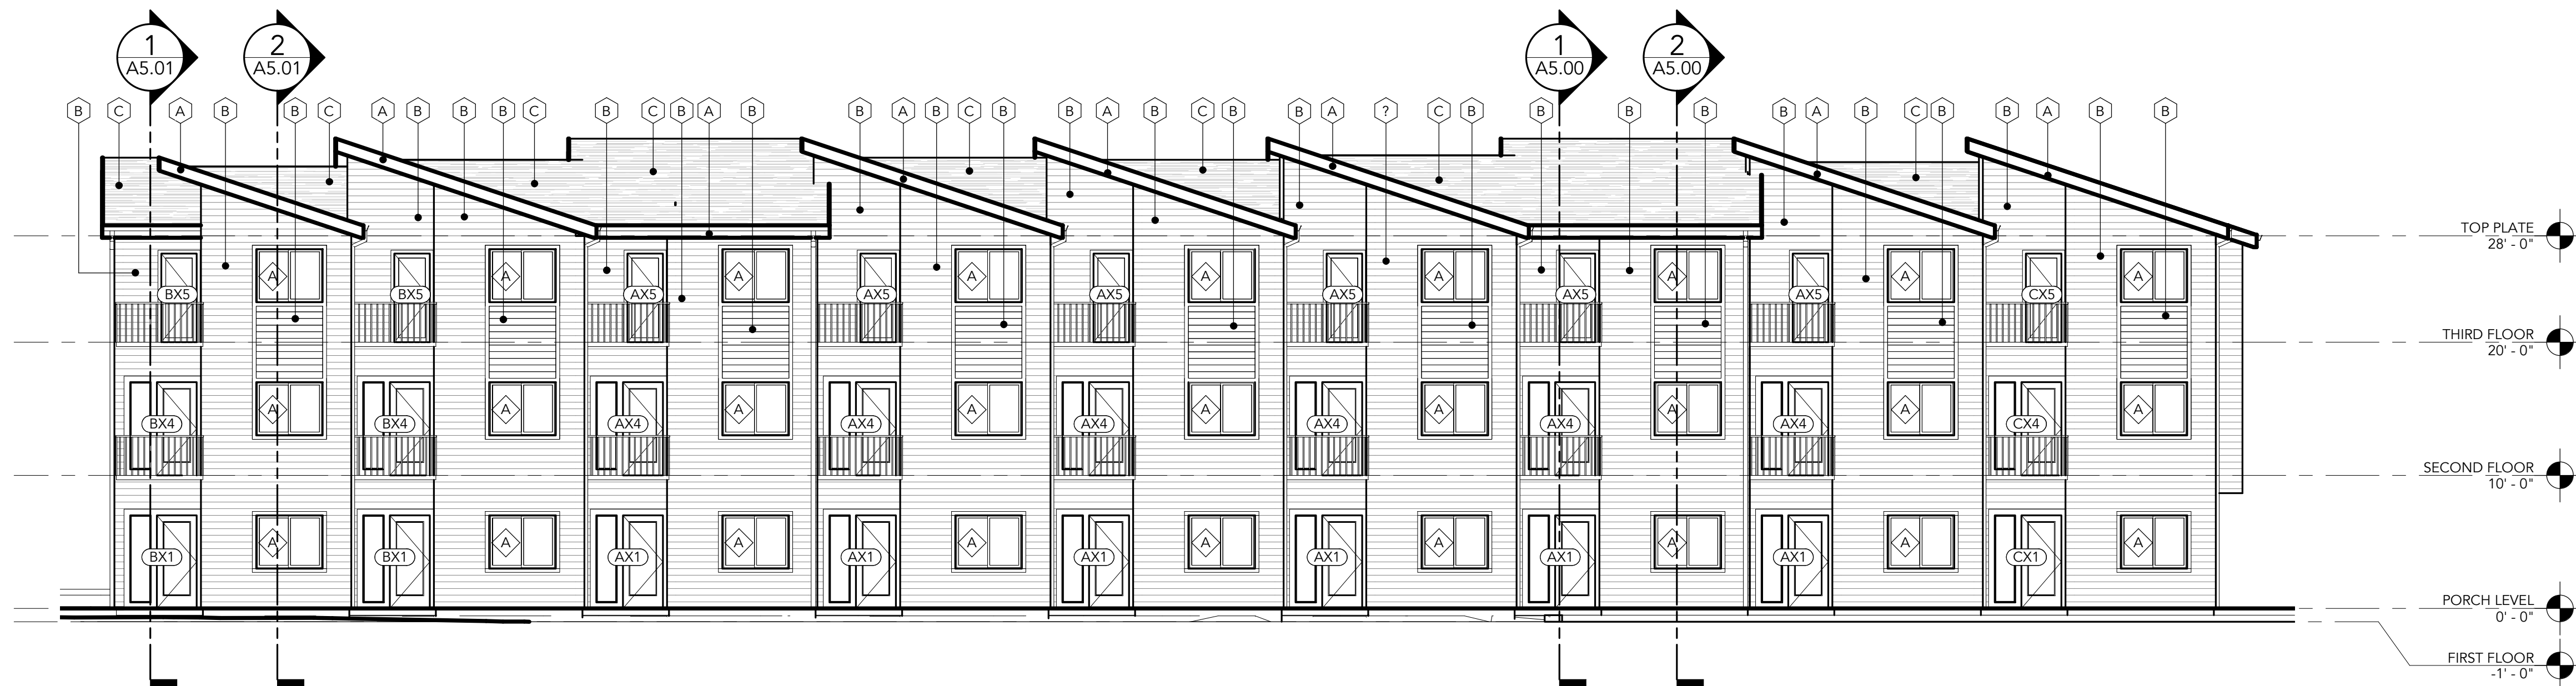 1
A5.01
2
A5.01
1
A5.00
2
A5.00
B C A B B C A B B B C B C B A B B A B C B B A B C B B A ? C B B B B B A B C B B A B B
TOP PLATE
28' - 0"
A A A A A A A A A
BX5 BX5 AX5 AX5 AX5 AX5 AX5 AX5 CX5
THIRD FLOOR
20' - 0"
A A A A A A A A A
BX4 BX4 AX4 AX4 AX4 AX4 AX4 AX4 CX4
SECOND FLOOR
10' - 0"
A A A A A A A A A
BX1 BX1 AX1 AX1 AX1 AX1 AX1 AX1 CX1
PORCH LEVEL
0' - 0"
FIRST FLOOR
-1' - 0"